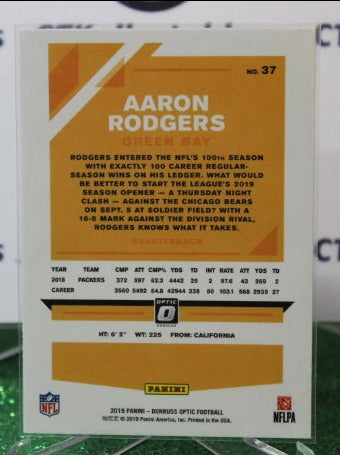 NO. 37
AARON
RODGERS
GREEN BAY
RODGERS ENTERED THE NFL'S 100TH SEASON
WITH EXACTLY 100 CAREER REGULAR-
SEASON WINS ON HIS LEDGER. WHAT WOULD
BE BETTER TO START THE LEAGUE'S 2019
SEASON OPENER — A THURSDAY NIGHT
CLASH — AGAINST THE CHICAGO BEARS
ON SEPT. 5 AT SOLDIER FIELD? WITH A
16-5 MARK AGAINST THE DIVISION RIVAL,
RODGERS KNOWS WHAT IT TAKES.
QUARTERBACK
YEAR TEAM CMP ATT CMP% YDS TD INT RATE ATT YDS TD
2018 PACKERS 372 597 62.3 4442 25 2 97.6 43 269 2
CAREER 3560 5492 64.8 42944 338 80 103.1 568 2939 27
OPTIC
DONRUSS
HT: 6' 2" WT: 225 FROM: CALIFORNIA
PANINI
NFL
NFLPA
2019 PANINI – DONRUSS OPTIC FOOTBALL
© 2019 Panini America, Inc. Printed in the USA.